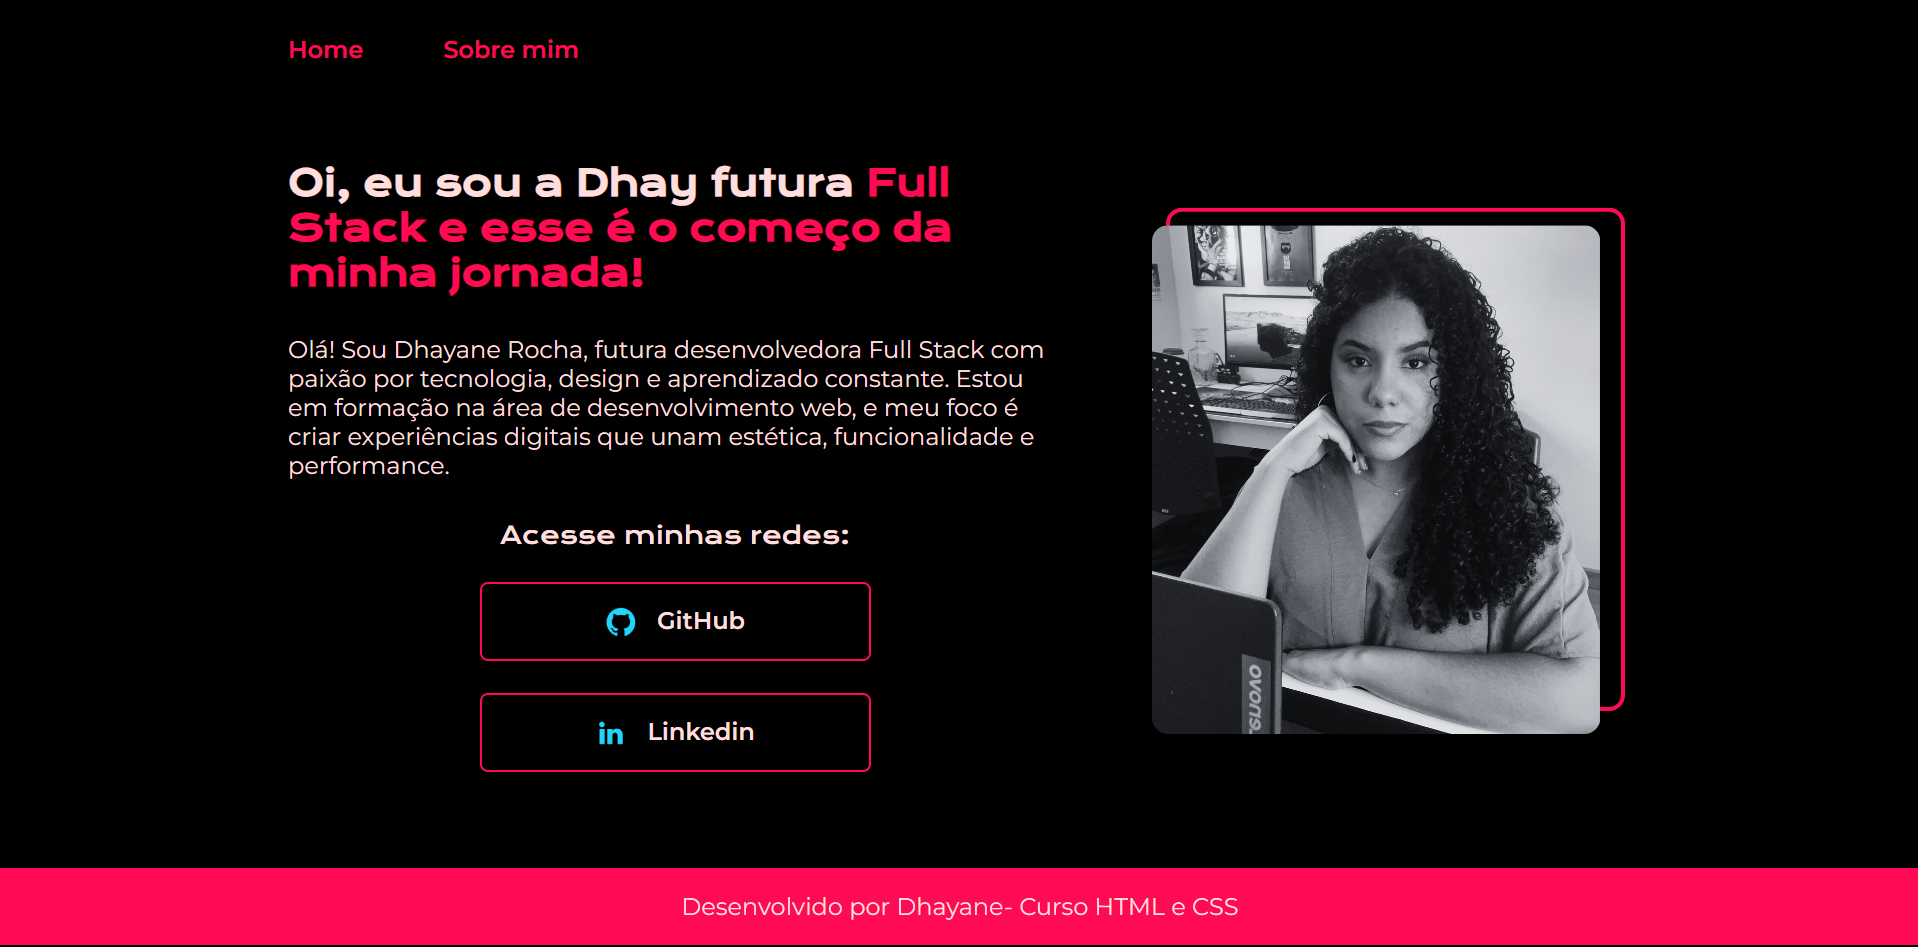 Home Sobre mim
Oi, eu sou a Dhay futura Full
Stack e esse é o começo da
minha jornada!
Olá! Sou Dhayane Rocha, futura desenvolvedora Full Stack com
paixão por tecnologia, design e aprendizado constante. Estou
em formação na área de desenvolvimento web, e meu foco é
criar experiências digitais que unam estética, funcionalidade e
performance.
Acesse minhas redes:
GitHub
in Linkedin
Desenvolvido por Dhayane- Curso HTML e CSS